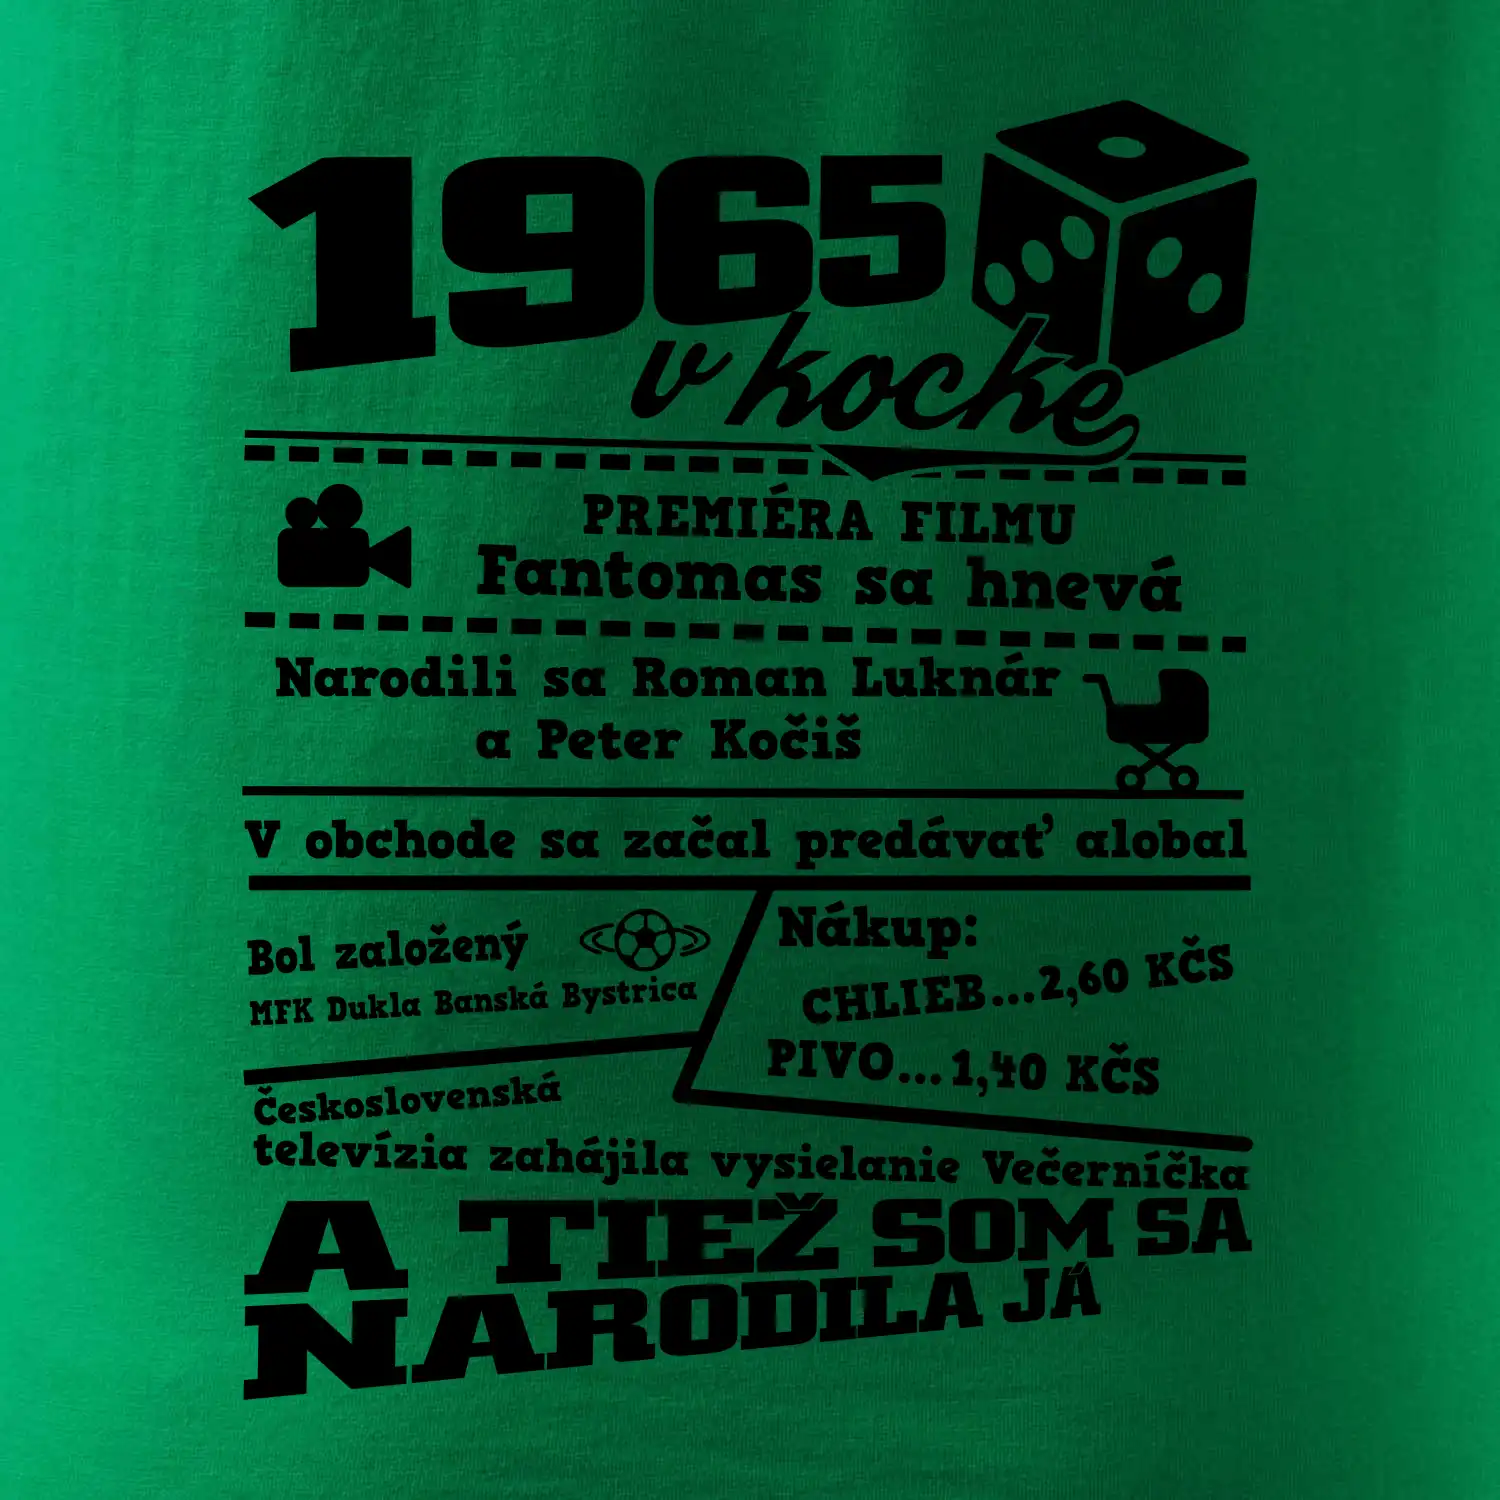 1965
v kocke
PREMIÉRA FILMU
Fantomas sa hnevá
Narodili sa Roman Luknár
a Peter Kočiš
V obchode sa začal predávať alobal
Bol založený
MFK Dukla Banská Bystrica
Nákup:
CHLIEB...2,60 KČS
PIVO...1,40 KČS
Československá
televízia zahájila vysielanie Večerníčka
A TIEŽ SOM SA
NARODILA JÁ